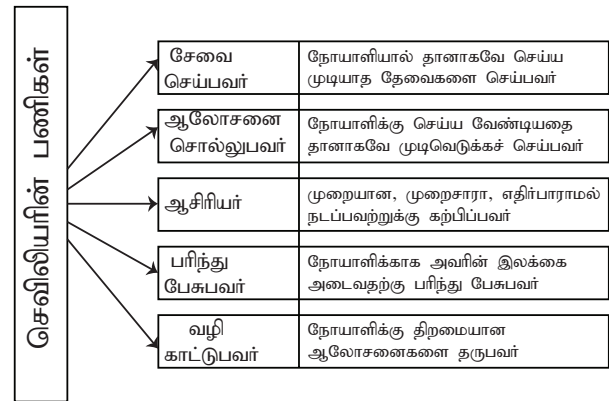 செவிலியரின் பணிகள்
சேவை
செய்பவர்
நோயாளியால் தானாகவே செய்ய
முடியாத தேவைகளை செய்பவர்
ஆலோசனை
சொல்லுபவர்
நோயாளிக்கு செய்ய வேண்டியதை
தானாகவே முடிவெடுக்கச் செய்பவர்
ஆசிரியர்
முறையான, முறைசாரா, எதிர்பாராமல்
நடப்பவற்றுக்கு கற்பிப்பவர்
பரிந்து
பேசுபவர்
நோயாளிக்காக அவரின் இலக்கை
அடைவதற்கு பரிந்து பேசுபவர்
வழி
காட்டுபவர்
நோயாளிக்கு திறமையான
ஆலோசனைகளை தருபவர்